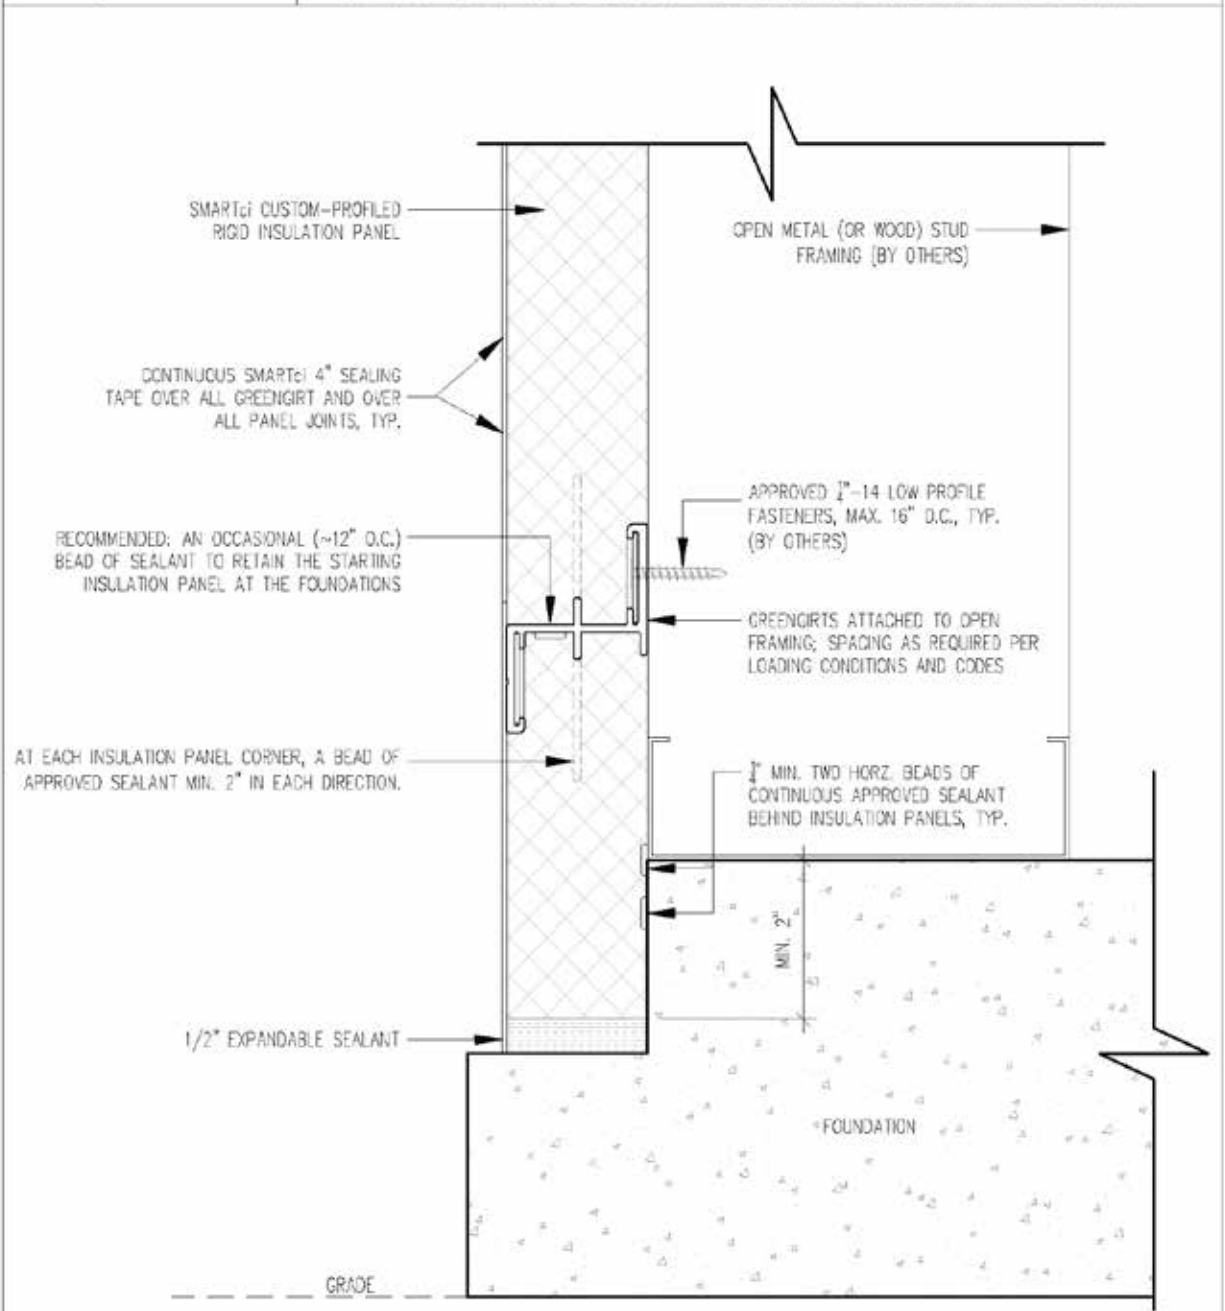 SMARTci CUSTOM-PROFILED
RIGID INSULATION PANEL
OPEN METAL (OR WOOD) STUD
FRAMING (BY OTHERS)
CONTINUOUS SMARTci 4" SEALING
TAPE OVER ALL GREENGIRT AND OVER
ALL PANEL JOINTS, TYP.
APPROVED "-14 LOW PROFILE
FASTENERS, MAX. 16" O.C., TYP.
(BY OTHERS)
RECOMMENDED: AN OCCASIONAL (~12" O.C.)
BEAD OF SEALANT TO RETAIN THE STARTING
INSULATION PANEL AT THE FOUNDATIONS
GREENGIRTS ATTACHED TO OPEN
FRAMING; SPACING AS REQUIRED PER
LOADING CONDITIONS AND CODES
AT EACH INSULATION PANEL CORNER, A BEAD OF
APPROVED SEALANT MIN. 2" IN EACH DIRECTION.
MIN. TWO HORZ. BEADS OF
CONTINUOUS APPROVED SEALANT
BEHIND INSULATION PANELS, TYP.
MIN. 2"
1/2" EXPANDABLE SEALANT
FOUNDATION
GRADE